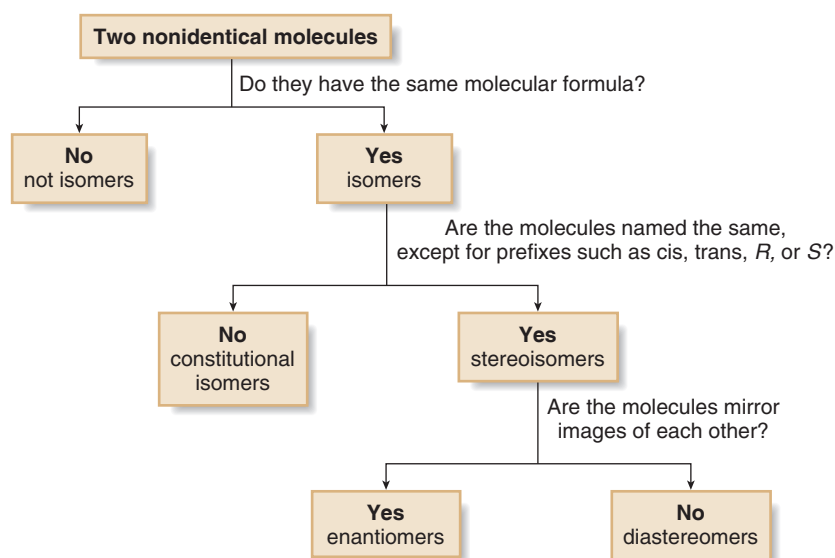 Two nonidentical molecules
Do they have the same molecular formula?
No
not isomers
Yes
isomers
Are the molecules named the same,
except for prefixes such as cis, trans, R, or S?
No
constitutional
isomers
Yes
stereoisomers
Are the molecules mirror
images of each other?
Yes
enantiomers
No
diastereomers